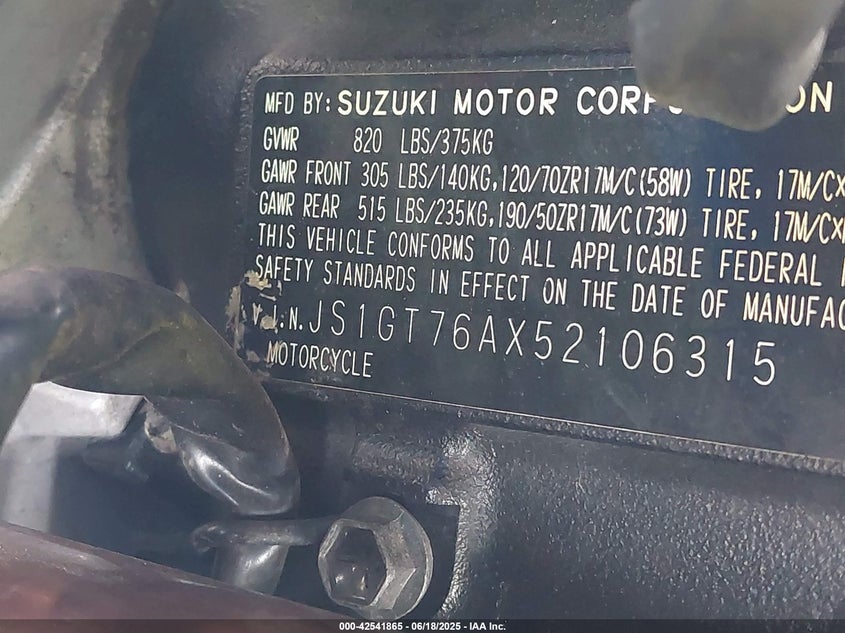 MFD BY: SUZUKI MOTOR
GVWR 820 LBS/375KG
GAWR FRONT 305 LBS/140KG,120/70ZR17M/C(58W) TIRE, 17M/CX
GAWR REAR 515 LBS/235KG,190/50ZR17M/C(73W) TIRE, 17M/CX
THIS VEHICLE CONFORMS TO ALL APPLICABLE FEDERAL
SAFETY STANDARDS IN EFFECT ON THE DATE OF
V.I.N. JS1GT76AX52106315
MOTORCYCLE
000-42541865 - 06/18/2025 - IAA Inc.